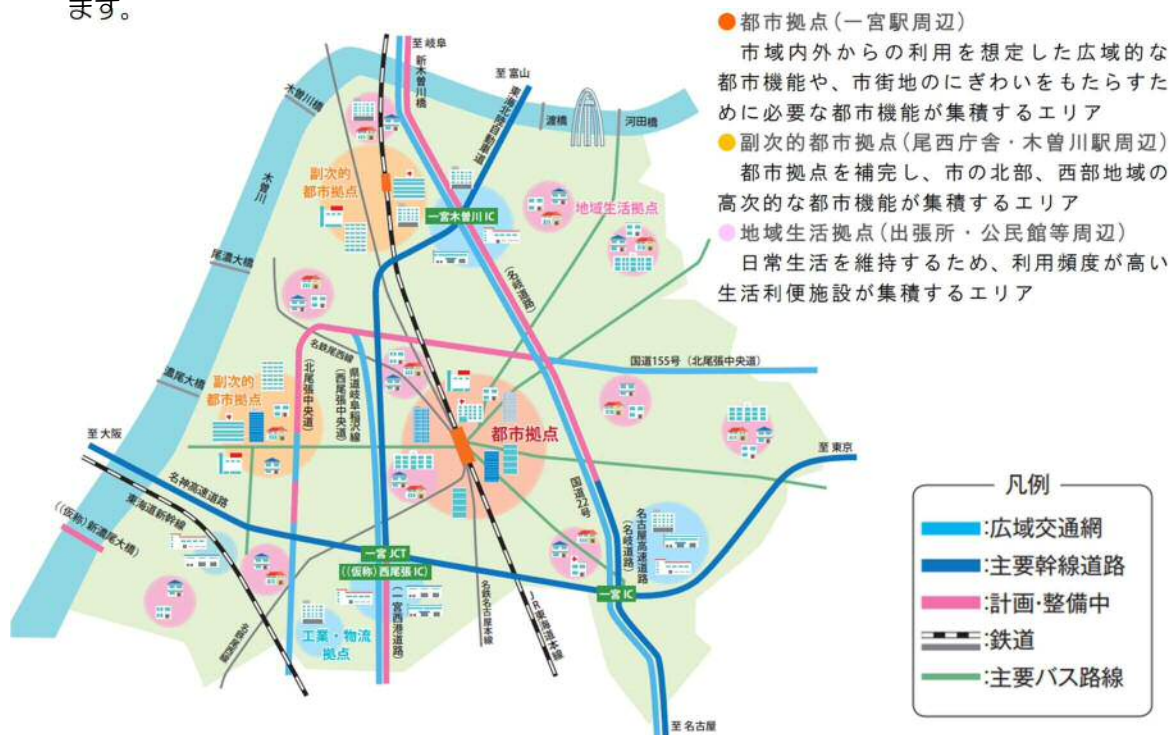 ます。
●都市拠点(一宮駅周辺)
市域内外からの利用を想定した広域的な
都市機能や、市街地のにぎわいをもたらすた
めに必要な都市機能が集積するエリア
●副次的都市拠点(尾西庁舎・木曽川駅周辺)
都市拠点を補完し、市の北部、西部地域の
高次的な都市機能が集積するエリア
●地域生活拠点(出張所・公民館等周辺)
日常生活を維持するため、利用頻度が高い
生活利便施設が集積するエリア
至 岐阜
新木曽川橋
至 富山
東海北陸自動車道
木曽川橋
渡橋
河田橋
木曽川
副次的
都市拠点
一宮木曽川 IC
地域生活拠点
尾濃大橋
(名岐道路)
名鉄尾西線
国道155号(北尾張中央道)
濃尾大橋
副次的
都市拠点
(北尾張中央道)
県道岐阜稲沢線
(西尾張中央道)
都市拠点
至 大阪
至 東京
名神高速道路
東海道新幹線
((仮称)新濃尾大橋)
国道22号
(名岐道路)
名古屋高速道路
一宮 JCT
((仮称)西尾張 IC)
一宮 IC
(一宮西港道路)
名鉄名古屋本線
JR東海道本線
名鉄尾西線
工業・物流
拠点
至 名古屋
凡例
:広域交通網
:主要幹線道路
:計画・整備中
:鉄道
:主要バス路線